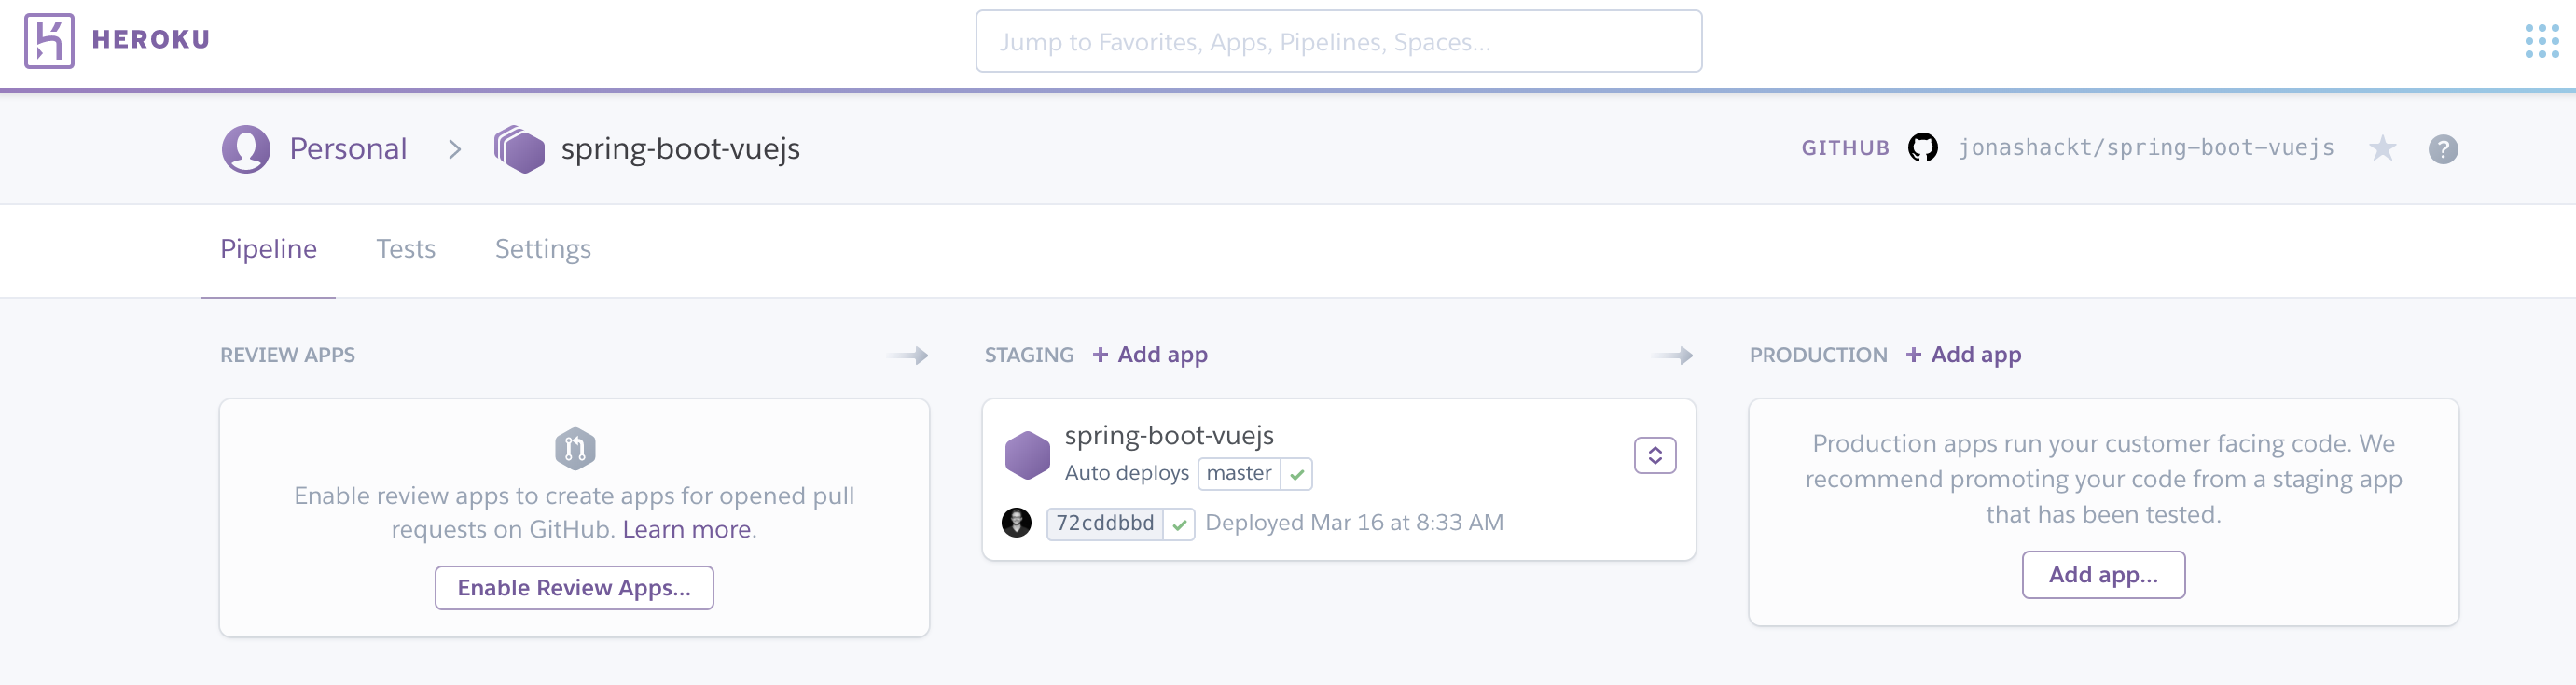 HEROKU
Jump to Favorites, Apps, Pipelines, Spaces...
Personal > spring-boot-vuejs
GITHUB jonashackt/spring-boot-vuejs ?
Pipeline Tests Settings
REVIEW APPS
Enable review apps to create apps for opened pull
requests on GitHub. Learn more.
Enable Review Apps...
STAGING + Add app
spring-boot-vuejs
Auto deploys master
72cddbbd Deployed Mar 16 at 8:33 AM
PRODUCTION + Add app
Production apps run your customer facing code. We
recommend promoting your code from a staging app
that has been tested.
Add app...